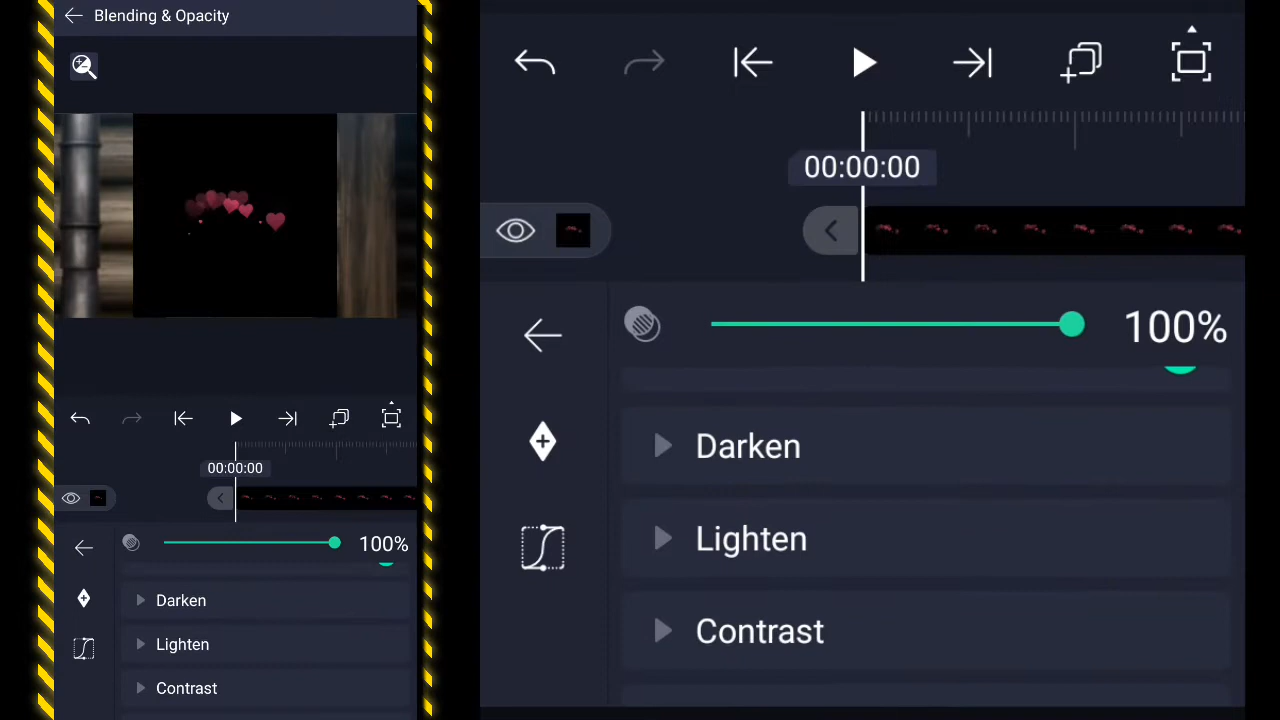 Blending & Opacity
00:00:00
100%
Darken
Lighten
Contrast
00:00:00
100%
Darken
Lighten
Contrast